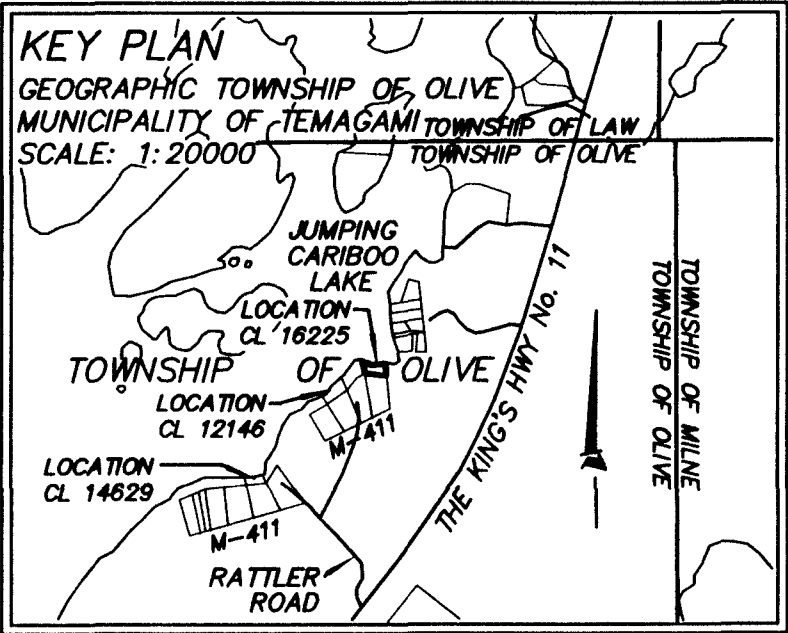 KEY PLAN
GEOGRAPHIC TOWNSHIP OF OLIVE
MUNICIPALITY OF TEMAGAMI
SCALE: 1:20000
TOWNSHIP OF LAW
TOWNSHIP OF OLIVE
JUMPING
CARIBOO
LAKE
LOCATION
CL 16225
TOWNSHIP OF OLIVE
LOCATION
CL 12146
M-411
LOCATION
CL 14629
M-411
RATTLER
ROAD
THE KING'S HWY No. 11
TOWNSHIP OF MILNE
TOWNSHIP OF OLIVE